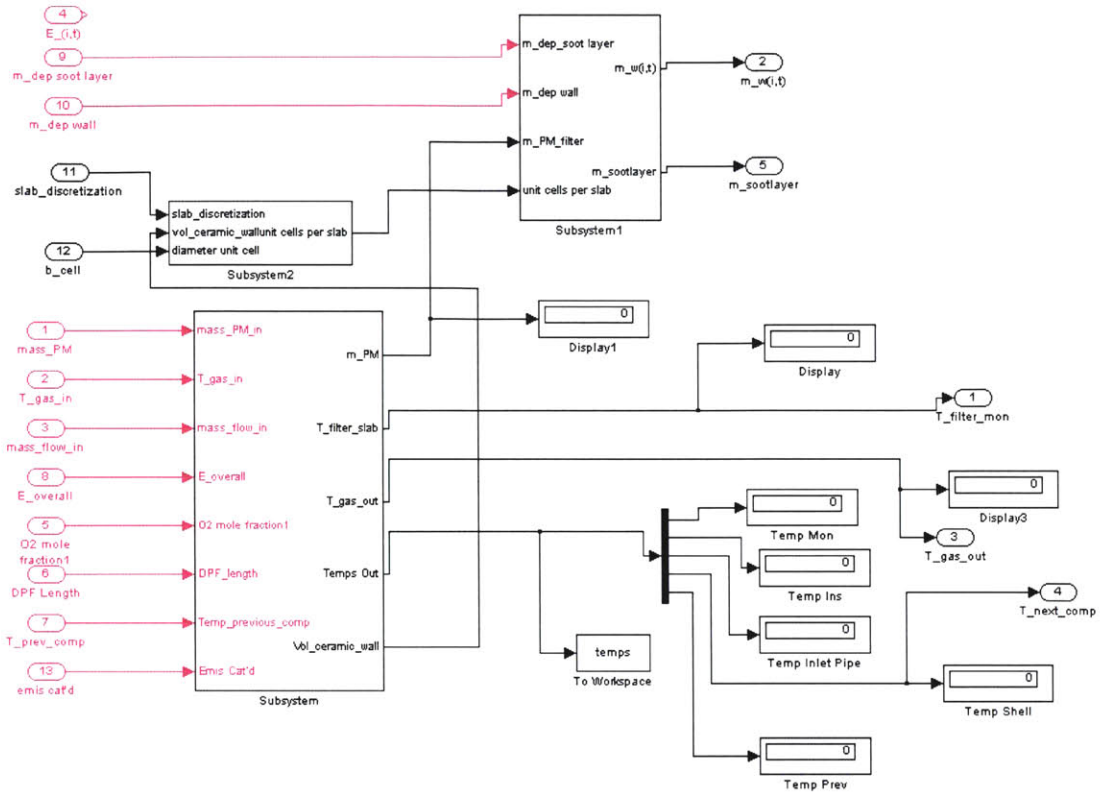 4
E_(i,t)
9
m_dep soot layer
10
m_dep wall
m_dep_soot layer
m_dep wall
m_PM_filter
unit cells per slab
m_w(i,t)
m_sootlayer
Subsystem1
2
m_w(i,t)
5
m_sootlayer
11
slab_discretization
12
b_cell
slab_discretization
vol_ceramic_wall
unit cells per slab
diameter unit cell
Subsystem2
1
mass_PM
2
T_gas_in
3
mass_flow_in
8
E_overall
5
O2 mole
fraction1
6
DPF Length
7
T_prev_comp
13
emis cat'd
mass_PM_in
T_gas_in
mass_flow_in
E_overall
O2 mole fraction1
DPF_length
Temp_previous_comp
Emis Cat'd
m_PM
T_filter_slab
T_gas_out
Temps Out
Vol_ceramic_wall
Subsystem
0
Display1
0
Display
1
T_filter_mon
0
Display3
3
T_gas_out
0
Temp Mon
0
Temp Ins
0
Temp Inlet Pipe
4
T_next_comp
temps
To Workspace
0
Temp Shell
0
Temp Prev